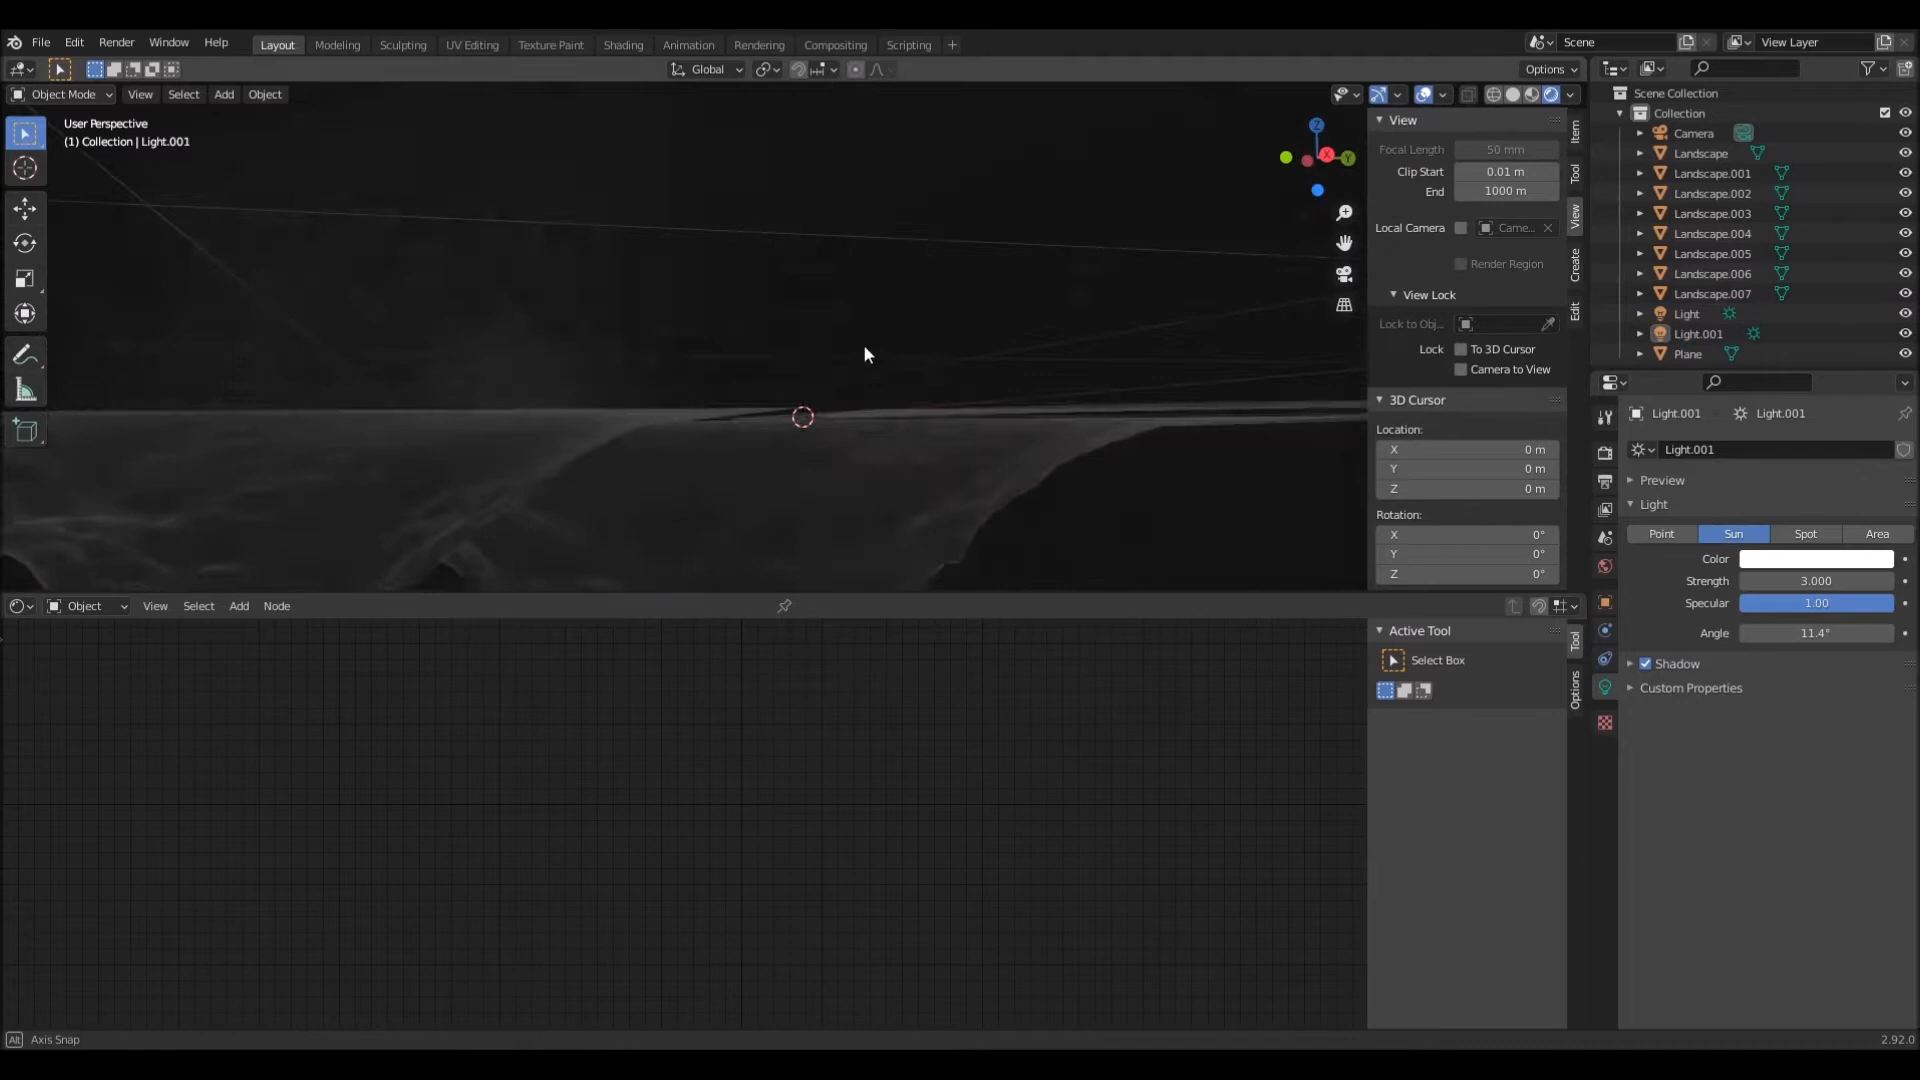 File Edit Render Window Help Layout Modeling Sculpting UV Editing Texture Paint Shading Animation Rendering Compositing Scripting + Scene View Layer
Global Options
Object Mode View Select Add Object
User Perspective
(1) Collection | Light.001
Z
X
Y
View
Focal Length 50 mm
Clip Start 0.01 m
End 1000 m
Local Camera Came...
Render Region
View Lock
Lock to Obj...
Lock To 3D Cursor
Camera to View
3D Cursor
Location:
X 0 m
Y 0 m
Z 0 m
Rotation:
X 0°
Y 0°
Z 0°
Item
Tool
View
Create
Edit
Scene Collection
Collection
Camera
Landscape
Landscape.001
Landscape.002
Landscape.003
Landscape.004
Landscape.005
Landscape.006
Landscape.007
Light
Light.001
Plane
Light.001 Light.001
Light.001
Preview
Light
Point Sun Spot Area
Color
Strength 3.000
Specular 1.00
Angle 11.4°
Shadow
Custom Properties
Object View Select Add Node
Active Tool
Select Box
Tool
Options
Alt Axis Snap
2.92.0